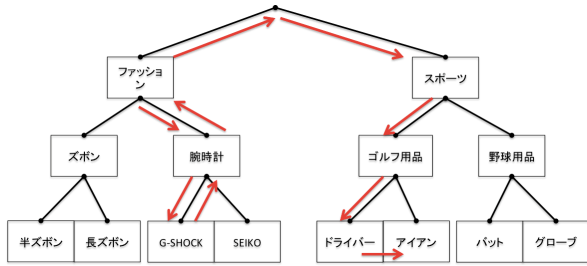 ファッショ
ン
スポーツ
ズボン
腕時計
ゴルフ用品
野球用品
半ズボン
長ズボン
G-SHOCK
SEIKO
ドライバー
アイアン
バット
グローブ